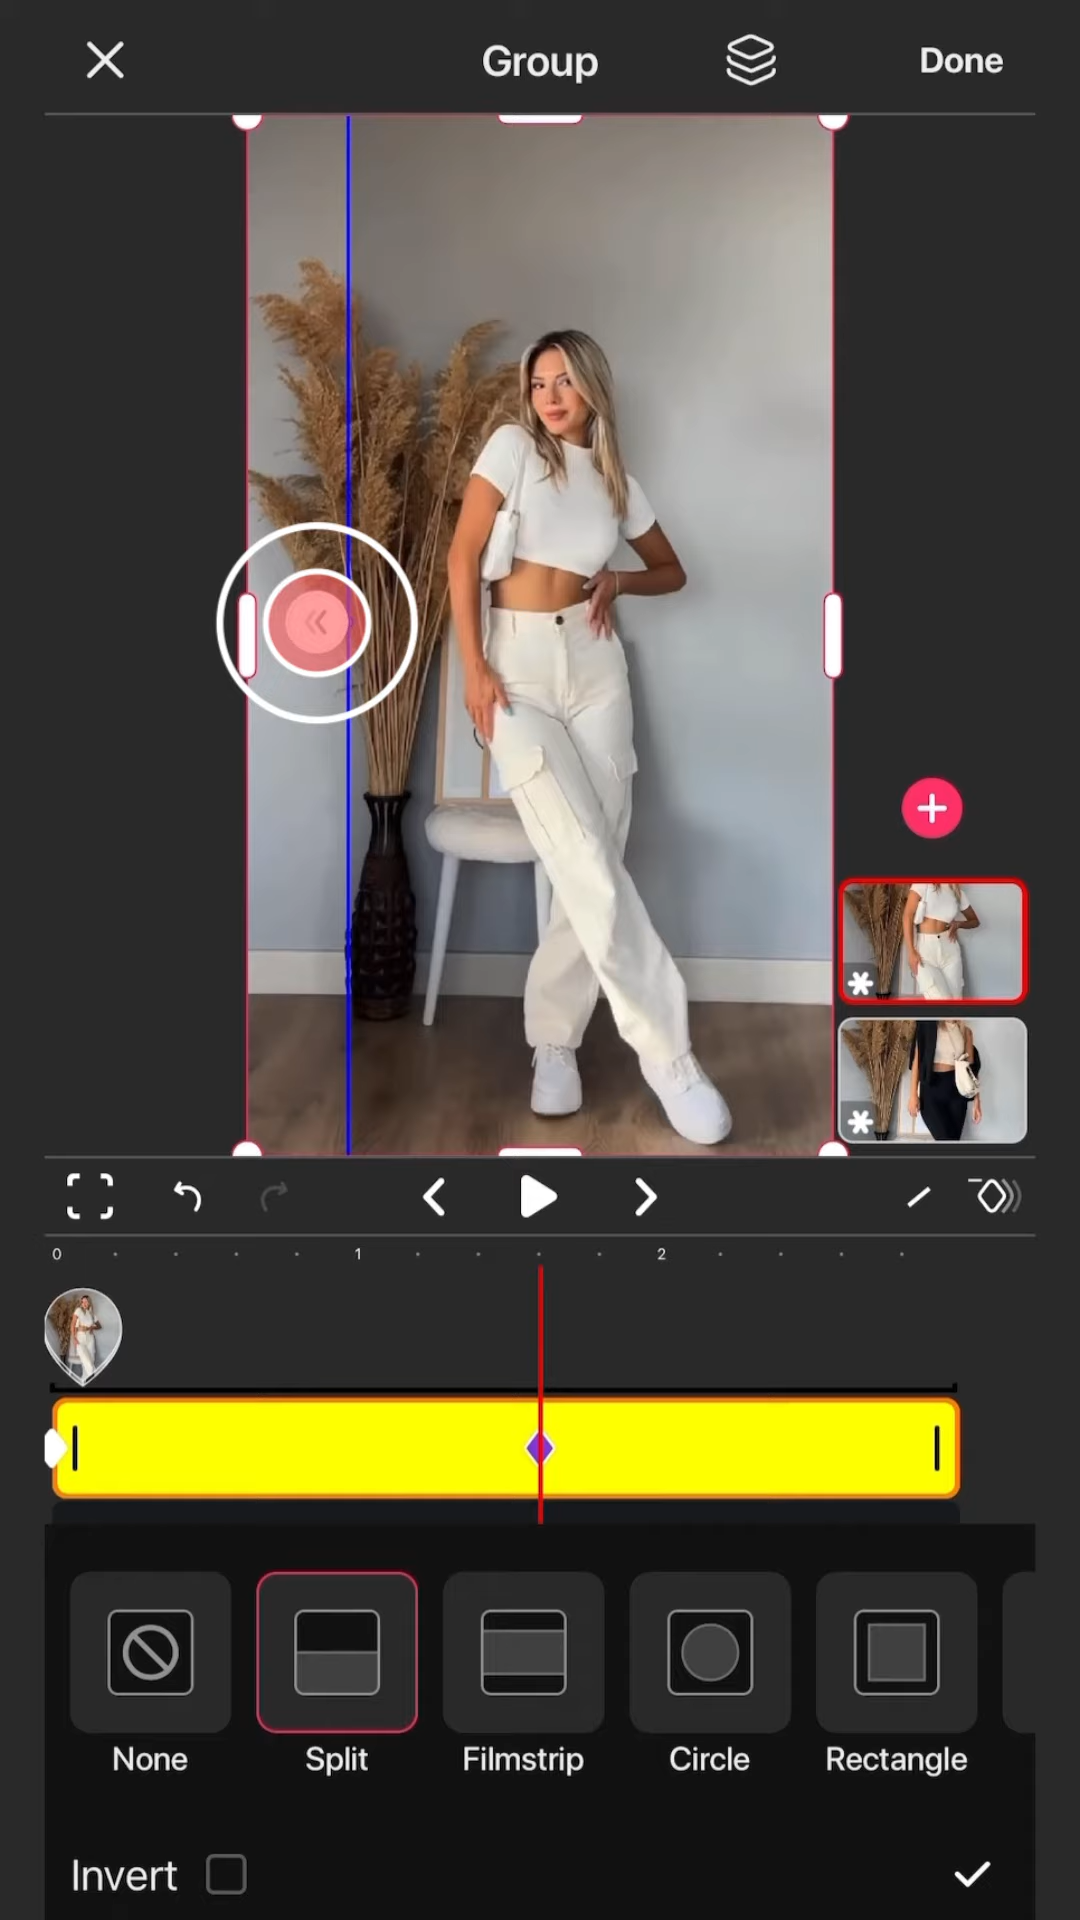 Group
Done
0 1 2
None
Split
Filmstrip
Circle
Rectangle
Invert